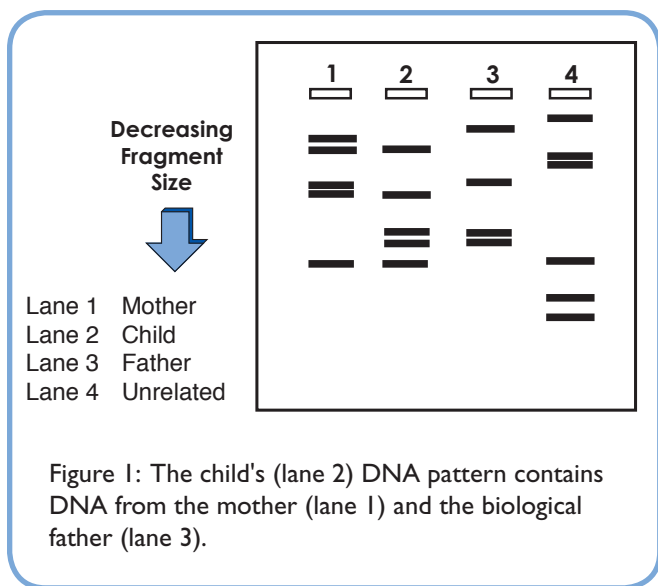 1 2 3 4
Decreasing
Fragment
Size
Lane 1 Mother
Lane 2 Child
Lane 3 Father
Lane 4 Unrelated
Figure 1: The child's (lane 2) DNA pattern contains
DNA from the mother (lane 1) and the biological
father (lane 3).